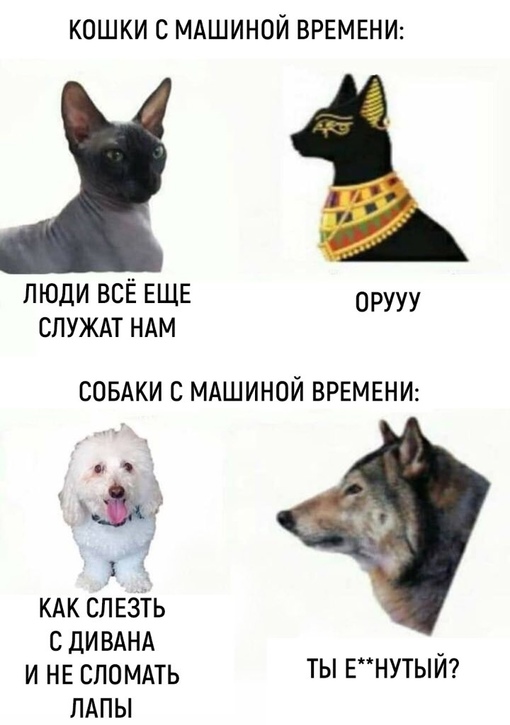 КОШКИ С МАШИНОЙ ВРЕМЕНИ:
ЛЮДИ ВСЁ ЕЩЕ
СЛУЖАТ НАМ
ОРУУУ
СОБАКИ С МАШИНОЙ ВРЕМЕНИ:
КАК СЛЕЗТЬ
С ДИВАНА
И НЕ СЛОМАТЬ
ЛАПЫ
ТЫ Е**НУТЫЙ?